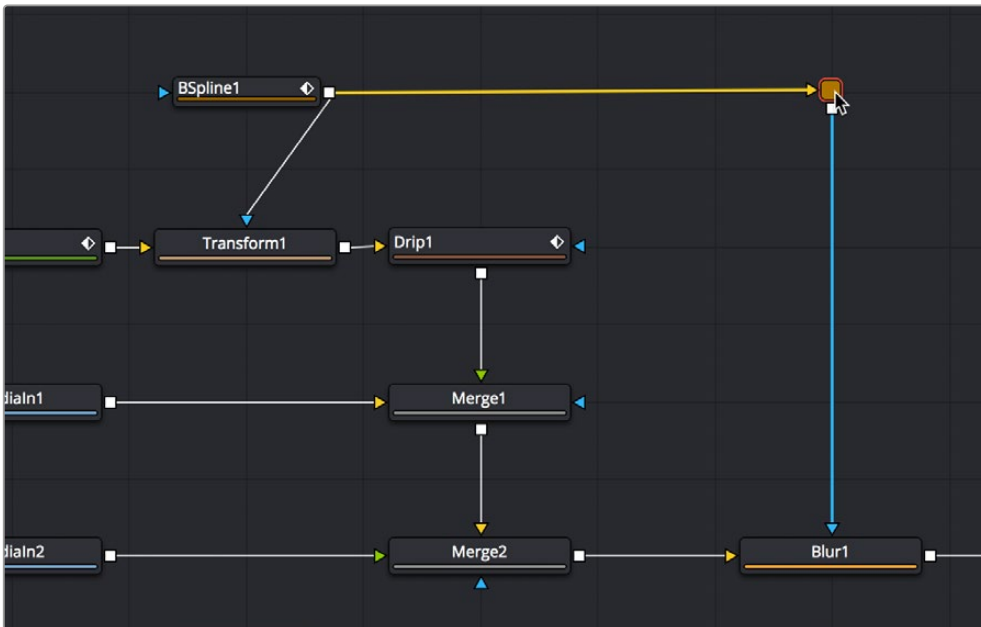 BSpline1
Transform1
Drip1
diaIn1
Merge1
diaIn2
Merge2
Blur1